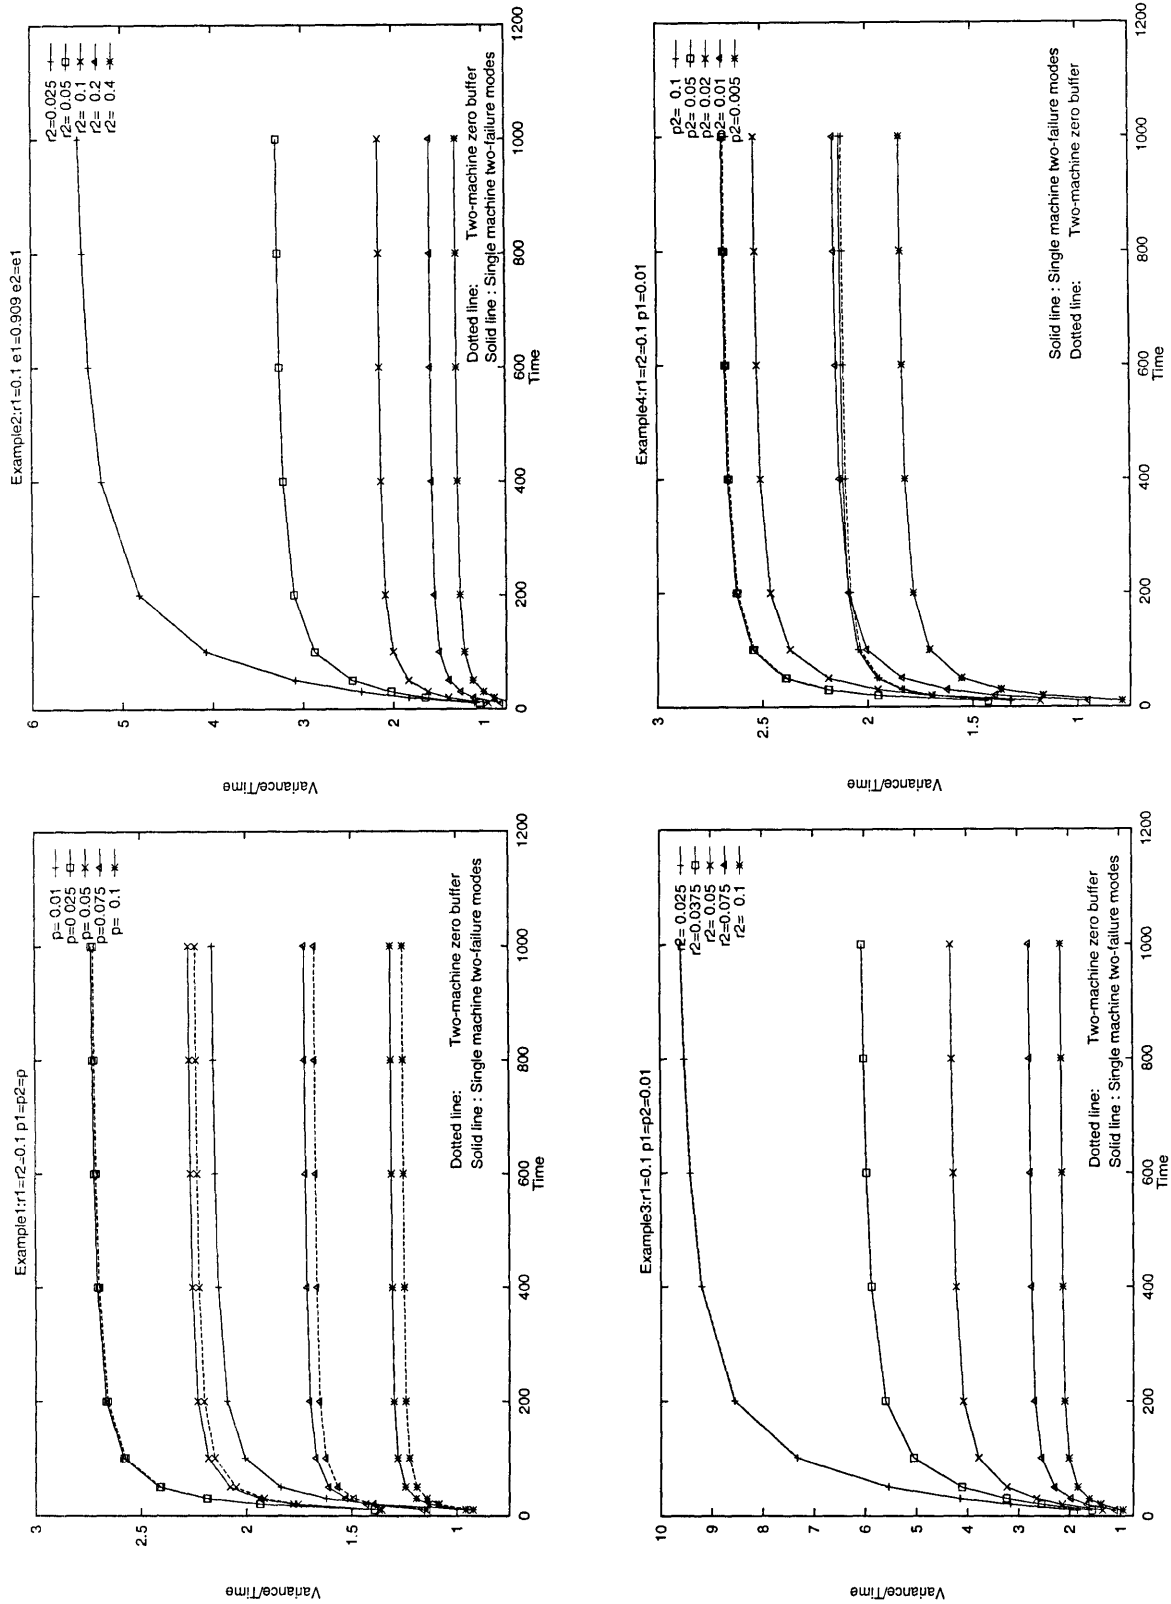 Example1:r1=r2=0.1 p1=p2=p
Variance/Time
3
2.5
2
1.5
1
0
200
400
600
800
1000
1200
Time
p= 0.01
p=0.025
p= 0.05
p=0.075
p= 0.1
Dotted line: Two-machine zero buffer
Solid line : Single machine two-failure modes
Example2:r1=0.1 e1=0.909 e2=e1
Variance/Time
6
5
4
3
2
1
0
200
400
600
800
1000
1200
Time
r2=0.025
r2= 0.05
r2= 0.1
r2= 0.2
r2= 0.4
Dotted line: Two-machine zero buffer
Solid line : Single machine two-failure modes
Example3:r1=0.1 p1=p2=0.01
Variance/Time
10
9
8
7
6
5
4
3
2
1
0
200
400
600
800
1000
1200
Time
r2= 0.025
r2=0.0375
r2= 0.05
r2=0.075
r2= 0.1
Dotted line: Two-machine zero buffer
Solid line : Single machine two-failure modes
Example4:r1=r2=0.1 p1=0.01
Variance/Time
3
2.5
2
1.5
1
0
200
400
600
800
1000
1200
Time
p2= 0.1
p2= 0.05
p2= 0.02
p2= 0.01
p2=0.005
Solid line : Single machine two-failure modes
Dotted line: Two-machine zero buffer